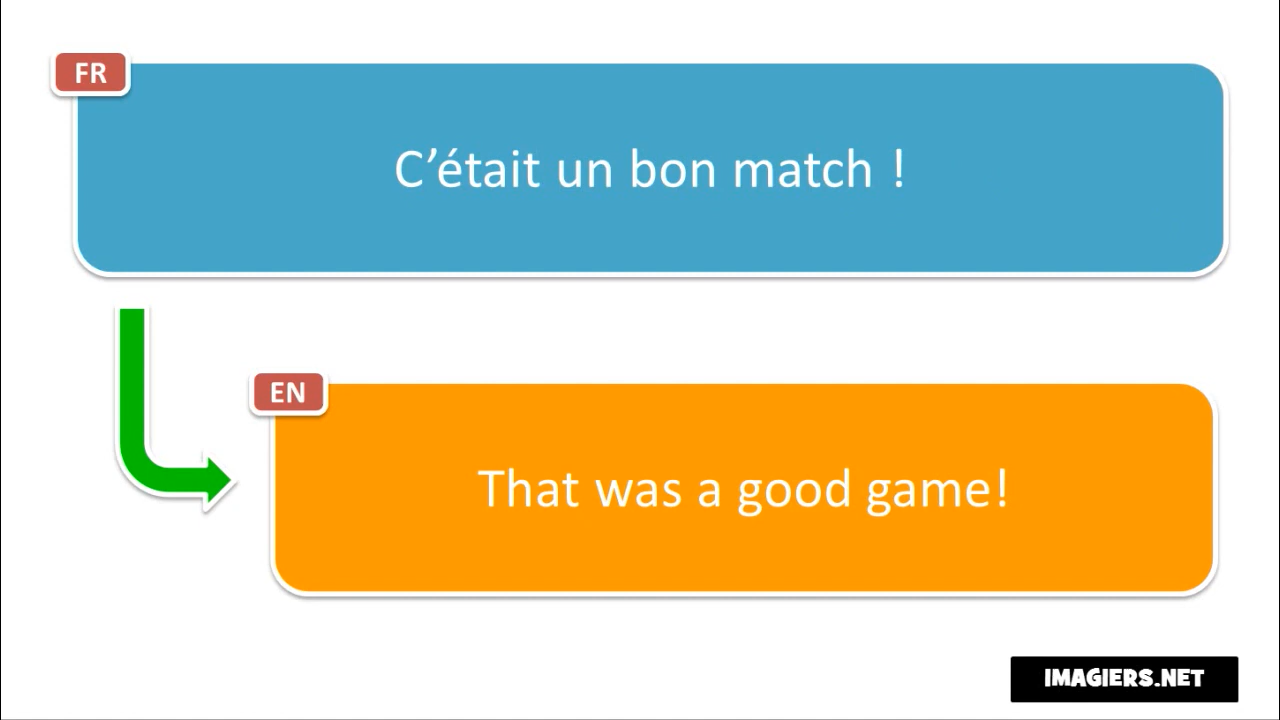 FR
C’était un bon match !
EN
That was a good game!
IMAGIERS.NET